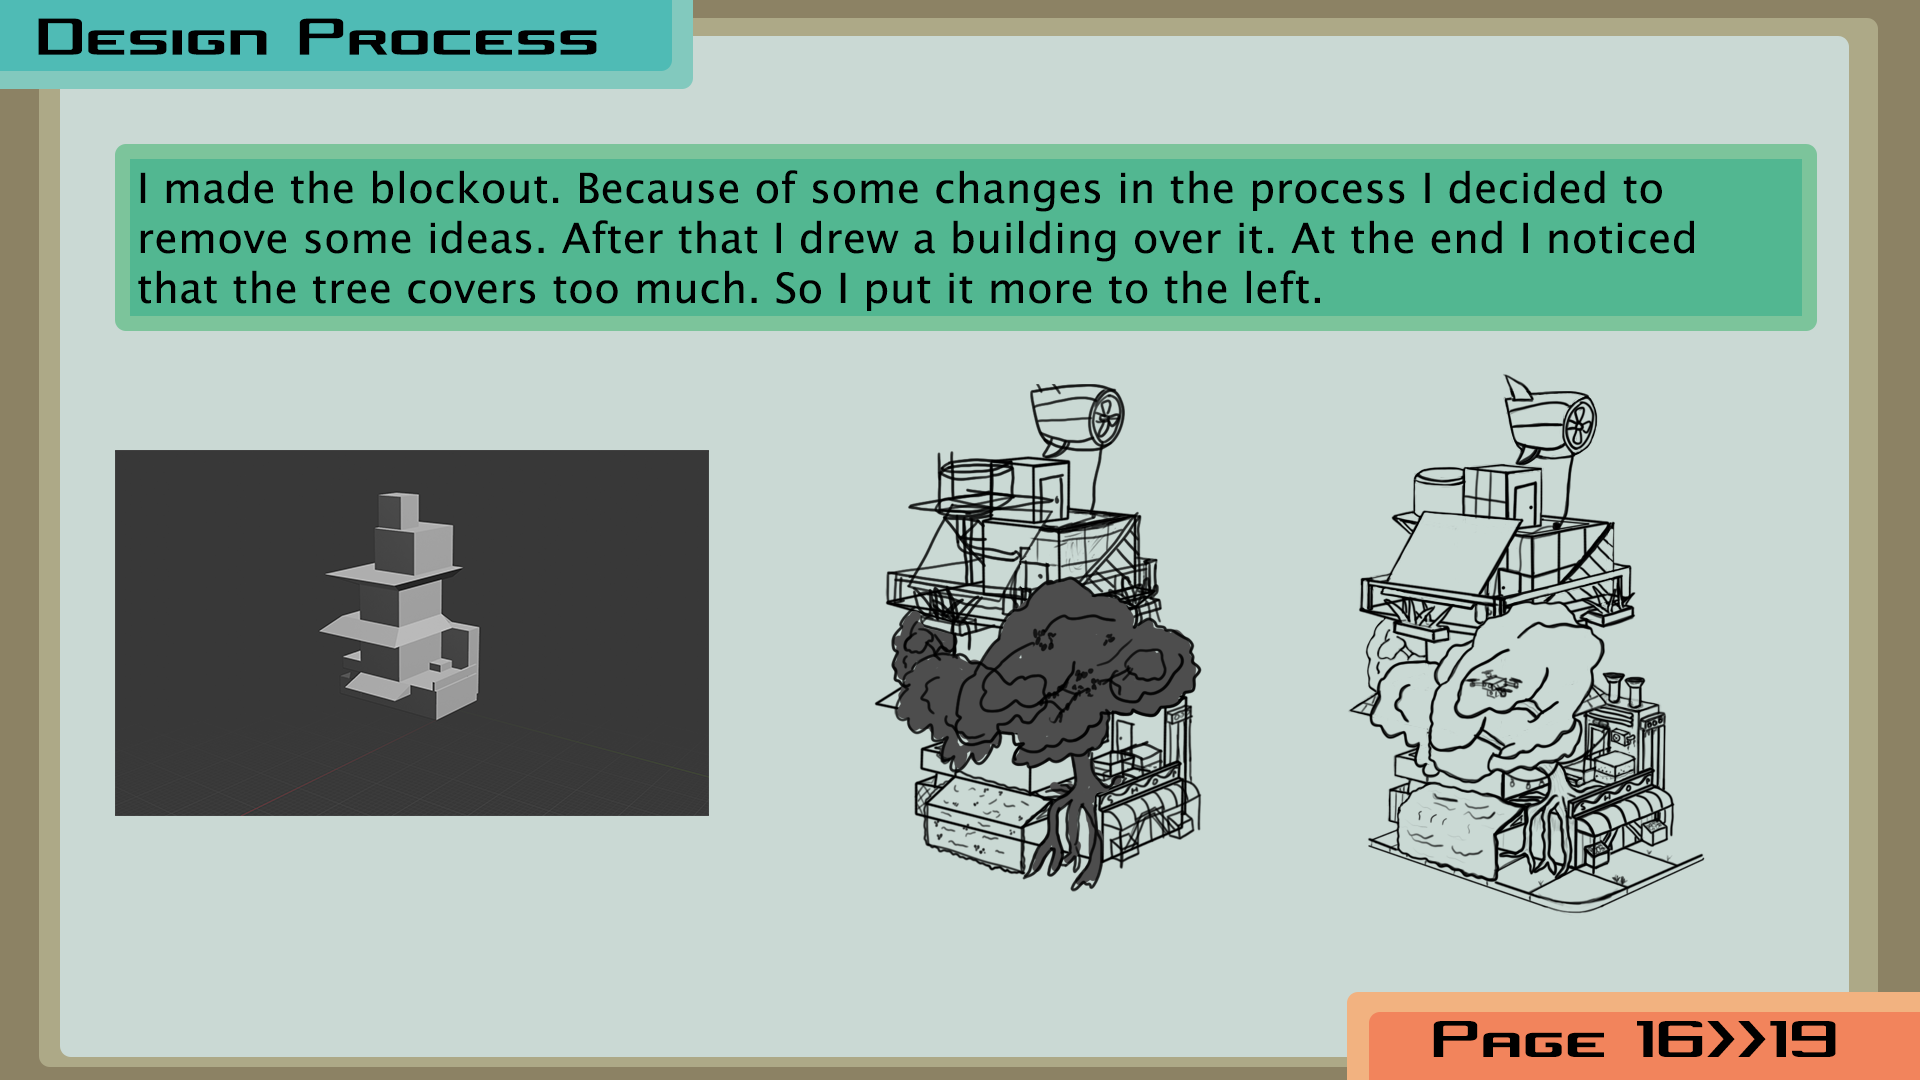 Design Process
I made the blockout. Because of some changes in the process I decided to
remove some ideas. After that I drew a building over it. At the end I noticed
that the tree covers too much. So I put it more to the left.
SHOP
SHOP
Page 16>>19